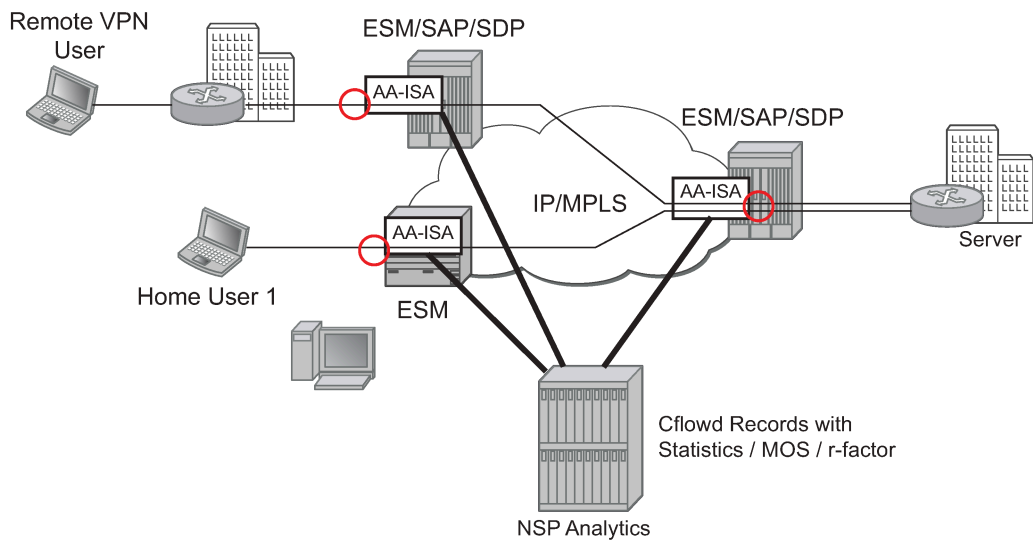 Remote VPN
User
ESM/SAP/SDP
AA-ISA
ESM/SAP/SDP
AA-ISA
IP/MPLS
AA-ISA
Server
Home User 1
ESM
Cflowd Records with
Statistics / MOS / r-factor
NSP Analytics